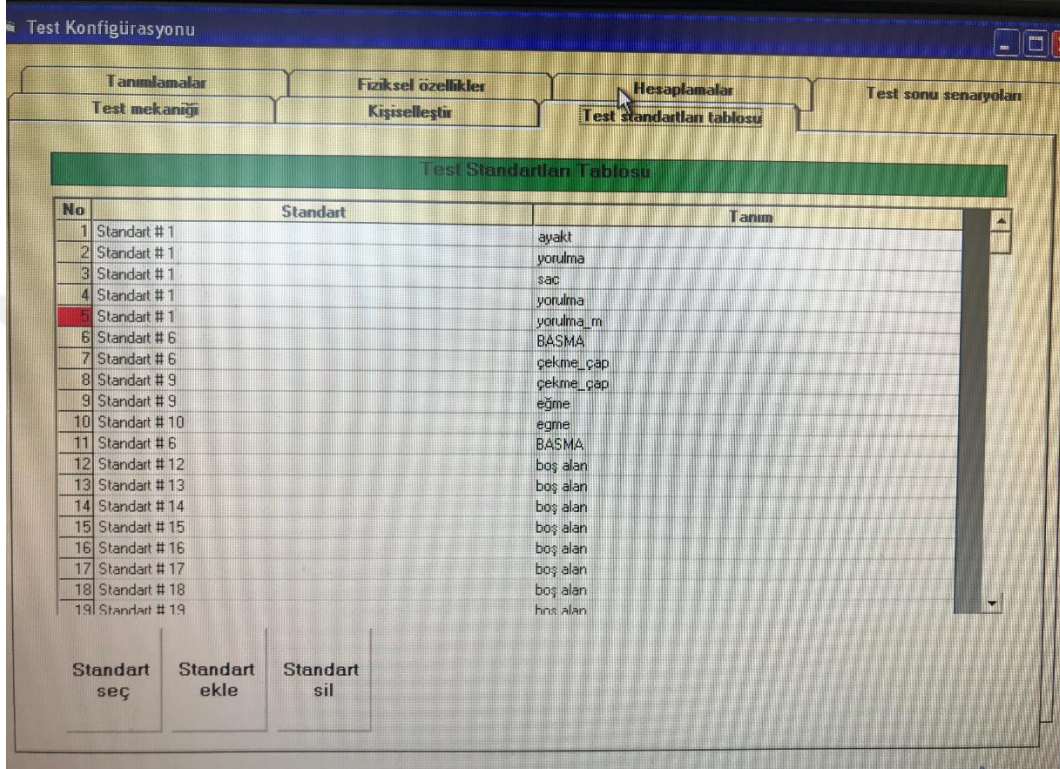 Test Konfigürasyonu
Tanımlamalar Fiziksel özellikler Hesaplamalar Test sonu senaryoları
Test mekaniği Kişiselleştir Test standartları tablosu
Test Standartları Tablosu
No Standart Tanım
1 Standart # 1 ayakt
2 Standart # 1 yorulma
3 Standart # 1 sac
4 Standart # 1 yorulma
5 Standart # 1 yorulma_m
6 Standart # 6 BASMA
7 Standart # 6 çekme_çap
8 Standart # 9 çekme_çap
9 Standart # 9 eğme
10 Standart # 10 egme
11 Standart # 6 BASMA
12 Standart # 12 boş alan
13 Standart # 13 boş alan
14 Standart # 14 boş alan
15 Standart # 15 boş alan
16 Standart # 16 boş alan
17 Standart # 17 boş alan
18 Standart # 18 boş alan
19 Standart # 19 boş alan
Standart seç Standart ekle Standart sil